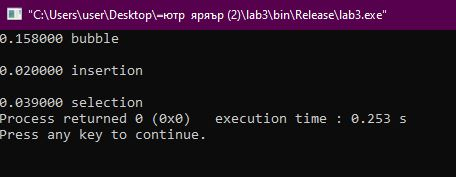 "C:\Users\user\Desktop\=ютр яряър (2)\lab3\bin\Release\lab3.exe"
0.158000 bubble
0.020000 insertion
0.039000 selection
Process returned 0 (0x0)   execution time : 0.253 s
Press any key to continue.